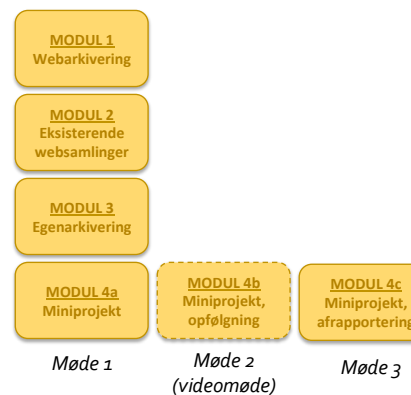 MODUL 1
Webarkivering
MODUL 2
Eksisterende
websamlinger
MODUL 3
Egenarkivering
MODUL 4a
Miniprojekt
MODUL 4b
Miniprojekt,
opfølgning
MODUL 4c
Miniprojekt,
afrapportering
Møde 1
Møde 2
(videomøde)
Møde 3